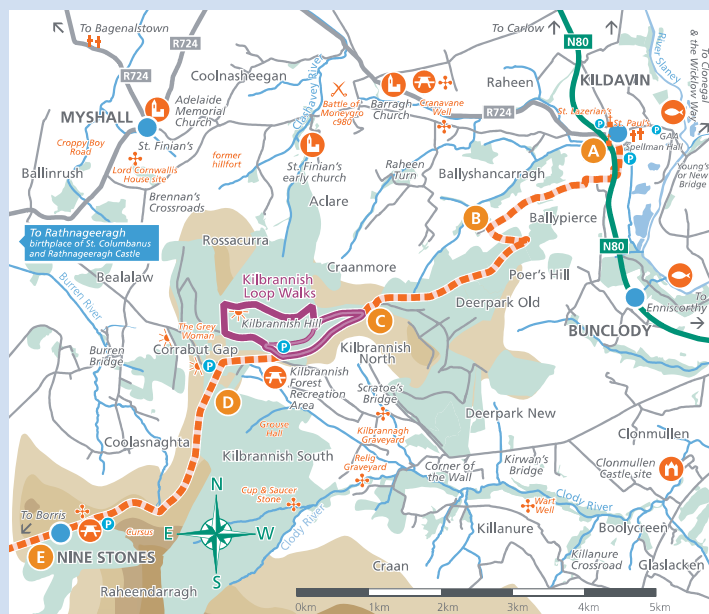 To Bagenalstown
R724
R724
Coolnasheegan
Crashavey River
To Carlow
N80
River Slaney
To Clonegal
& the Wicklow Way
MYSHALL
Adelaide
Memorial
Church
St. Finian's
Croppy Boy
Road
Lord Cornwallis
House site
Ballinrush
Brennan's
Crossroads
former
hillfort
Battle of
Moneygro
c980
St. Finian's
early church
Aclare
Barragh
Church
Cranavane
Well
Raheen
R724
KILDAVIN
St. Lazerian's
St. Paul's
P
GAA
Spellman Hall
P
A
Young's
or New
Bridge
Raheen
Turn
Ballyshancarragh
B
Ballypierce
N80
To Rathnageeragh
birthplace of St. Columbanus
and Rathnageeragh Castle
Rossacurra
Burren River
Bealalaw
Craanmore
Poer's Hill
Deerpark Old
To
Enniscorthy
BUNCLODY
Kilbrannish
Loop Walks
Kilbrannish Hill
C
The Grey
Woman
Corrabut Gap
P
P
Burren
Bridge
Kilbrannish
North
Kilbrannish
Forest
Recreation
Area
D
Scratoe's
Bridge
Deerpark New
Grouse
Hall
Kilbrannagh
Graveyard
Clonmullen
Coolasnaghta
Kilbrannish South
Relig
Graveyard
Corner of
the Wall
Kirwan's
Bridge
Clonmullen
Castle site
N
E
W
S
Cup & Saucer
Stone
Clody River
Wart
Well
Clody River
Killanure
Boolycreen
To Borris
P
Cursus
E
NINE STONES
Craan
Killanure
Crossroad
Glaslacken
Raheendarragh
0km
1km
2km
3km
4km
5km